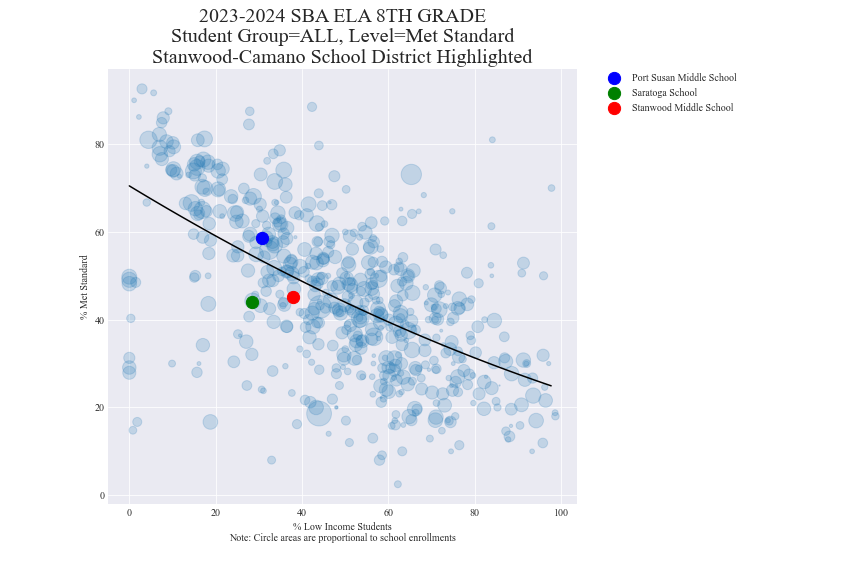 2023-2024 SBA ELA 8TH GRADE
Student Group=ALL, Level=Met Standard
Stanwood-Camano School District Highlighted
Port Susan Middle School
Saratoga School
Stanwood Middle School
% Met Standard
80
60
40
20
0
0 20 40 60 80 100
% Low Income Students
Note: Circle areas are proportional to school enrollments